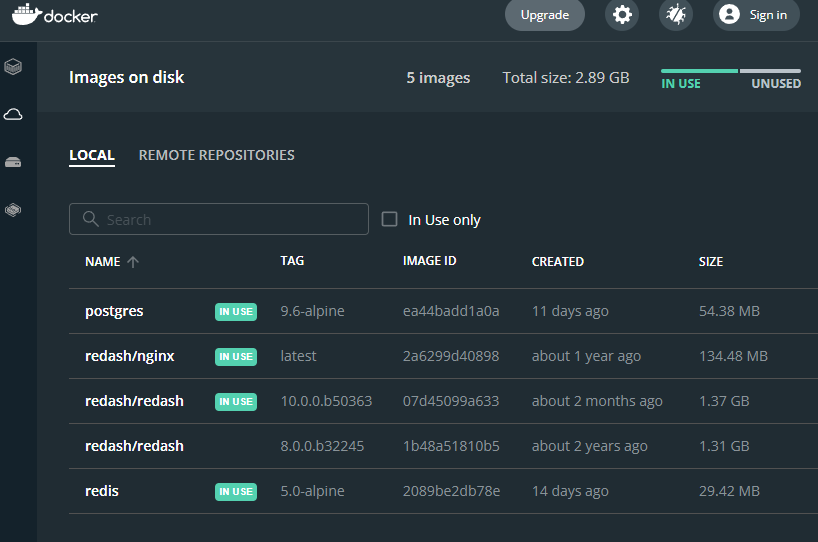 docker
Upgrade
Sign in
Images on disk
5 images
Total size: 2.89 GB
IN USE
UNUSED
LOCAL
REMOTE REPOSITORIES
Search
In Use only
NAME TAG IMAGE ID CREATED SIZE
postgres IN USE 9.6-alpine ea44badd1a0a 11 days ago 54.38 MB
redash/nginx IN USE latest 2a6299d40898 about 1 year ago 134.48 MB
redash/redash IN USE 10.0.0.b50363 07d45099a633 about 2 months ago 1.37 GB
redash/redash 8.0.0.b32245 1b48a51810b5 about 2 years ago 1.31 GB
redis IN USE 5.0-alpine 2089be2db78e 14 days ago 29.42 MB